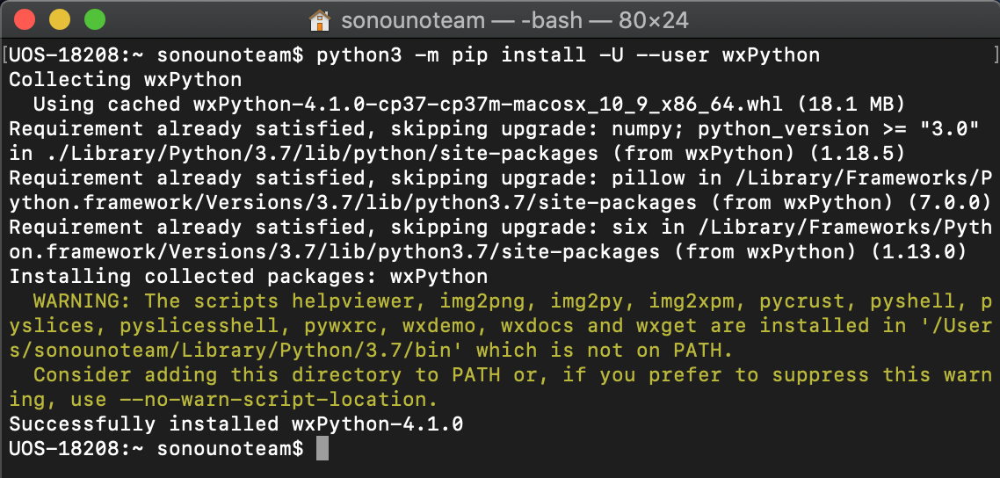 sonounoteam — -bash — 80×24
[UOS-18208:~ sonounoteam$ python3 -m pip install -U --user wxPython ]
Collecting wxPython
  Using cached wxPython-4.1.0-cp37-cp37m-macosx_10_9_x86_64.whl (18.1 MB)
Requirement already satisfied, skipping upgrade: numpy; python_version >= "3.0"
in ./Library/Python/3.7/lib/python/site-packages (from wxPython) (1.18.5)
Requirement already satisfied, skipping upgrade: pillow in /Library/Frameworks/P
ython.framework/Versions/3.7/lib/python3.7/site-packages (from wxPython) (7.0.0)
Requirement already satisfied, skipping upgrade: six in /Library/Frameworks/Pyth
on.framework/Versions/3.7/lib/python3.7/site-packages (from wxPython) (1.13.0)
Installing collected packages: wxPython
  WARNING: The scripts helpviewer, img2png, img2py, img2xpm, pycrust, pyshell, p
yslices, pyslicesshell, pywxrc, wxdemo, wxdocs and wxget are installed in '/User
s/sonounoteam/Library/Python/3.7/bin' which is not on PATH.
  Consider adding this directory to PATH or, if you prefer to suppress this warn
ing, use --no-warn-script-location.
Successfully installed wxPython-4.1.0
UOS-18208:~ sonounoteam$